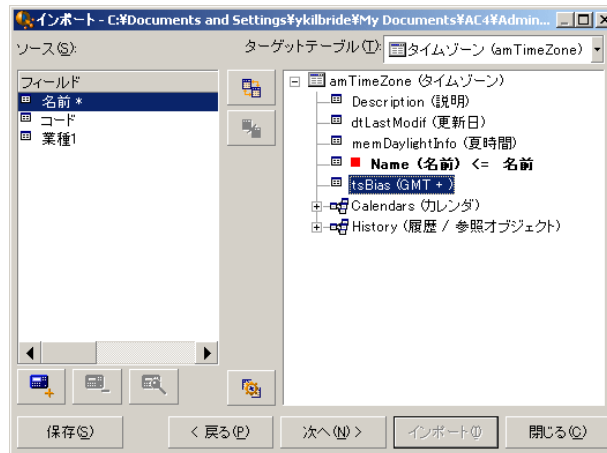 インポート - C:¥Documents and Settings¥ykilbride¥My Documents¥AC4¥Admin...
ソース(S):
ターゲットテーブル(T):
タイムゾーン (amTimeZone)
フィールド
名前 *
コード
業種1
amTimeZone (タイムゾーン)
Description (説明)
dtLastModif (更新日)
memDaylightInfo (夏時間)
Name (名前) <= 名前
tsBias (GMT + )
Calendars (カレンダ)
History (履歴 / 参照オブジェクト)
保存(S)
< 戻る(P)
次へ(N) >
インポート(I)
閉じる(C)